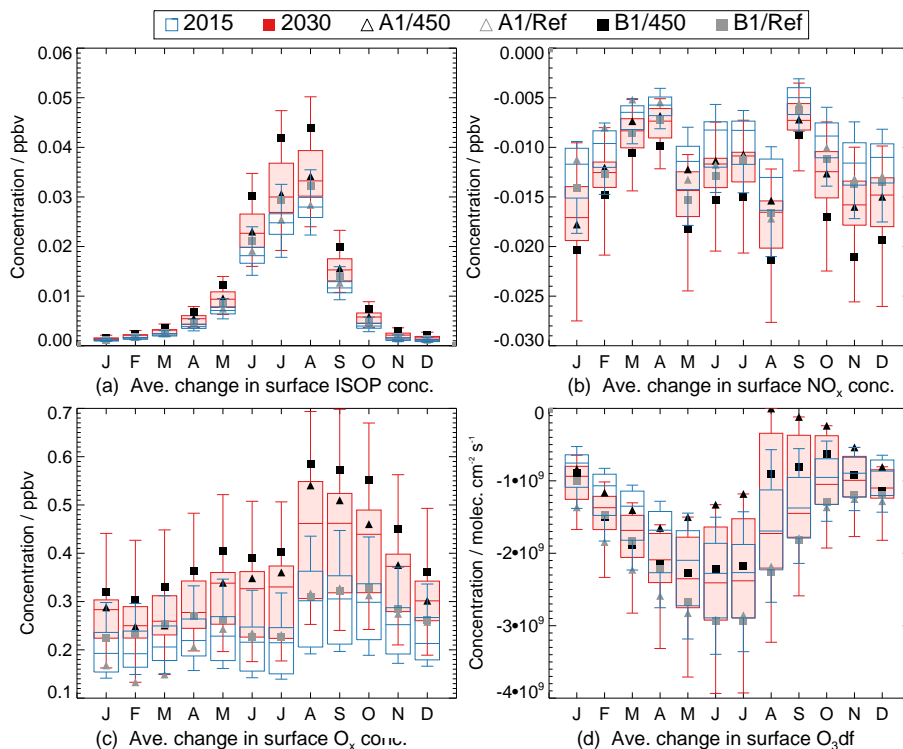 2015 2030 A1/450 A1/Ref B1/450 B1/Ref
0.06
0.05
0.04
0.03
0.02
0.01
0.00
Concentration / ppbv
J F M A M J J A S O N D
(a) Ave. change in surface ISOP conc.
-0.000
-0.005
-0.010
-0.015
-0.020
-0.025
-0.030
Concentration / ppbv
J F M A M J J A S O N D
(b) Ave. change in surface NOx conc.
0.7
0.6
0.5
0.4
0.3
0.2
0.1
Concentration / ppbv
J F M A M J J A S O N D
(c) Ave. change in surface Ox conc.
0
-1•10⁹
-2•10⁹
-3•10⁹
-4•10⁹
Concentration / molec. cm⁻² s⁻¹
J F M A M J J A S O N D
(d) Ave. change in surface O₃df